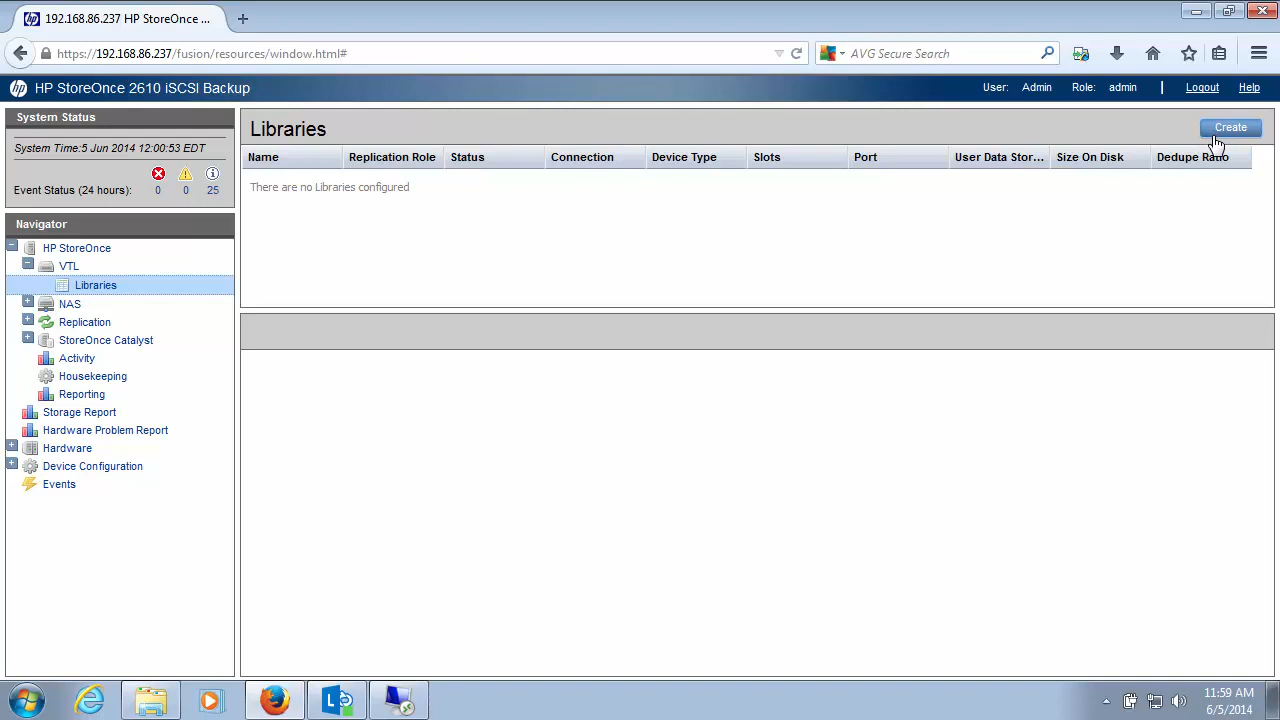 192.168.86.237 HP StoreOnce ...
https://192.168.86.237/fusion/resources/window.html#
AVG Secure Search
HP StoreOnce 2610 iSCSI Backup
User: Admin Role: admin | Logout Help
System Status
System Time:5 Jun 2014 12:00:53 EDT
Event Status (24 hours): 0 0 25
Navigator
HP StoreOnce
VTL
Libraries
NAS
Replication
StoreOnce Catalyst
Activity
Housekeeping
Reporting
Storage Report
Hardware Problem Report
Hardware
Device Configuration
Events
Libraries
Create
Name Replication Role Status Connection Device Type Slots Port User Data Stor... Size On Disk Dedupe Ratio
There are no Libraries configured
11:59 AM
6/5/2014